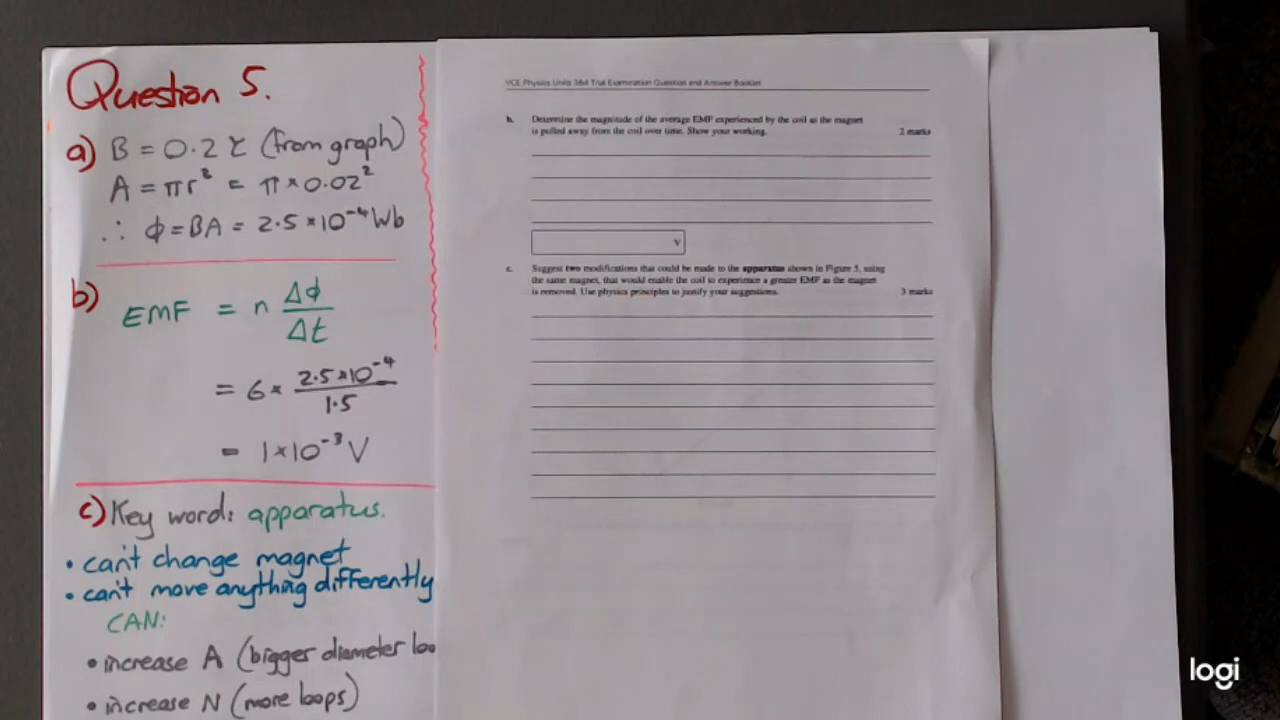 Question 5.
a) B = 0.2 T (from graph)
A = πr² = π × 0.02²
∴ ϕ = BA = 2.5 × 10⁻⁴ Wb
b) EMF = n Δϕ / Δt
= 6 × 2.5 × 10⁻⁴ / 1.5
= 1 × 10⁻³ V
c) Key word: apparatus.
• can't change magnet
• can't move anything differently
CAN:
• increase A (bigger diameter loo
• increase N (more loops)
VCE Physics Units 3&4 Trial Examination Question and Answer Booklet
b. Determine the magnitude of the average EMF experienced by the coil as the magnet
is pulled away from the coil over time. Show your working. 2 marks
V
c. Suggest two modifications that could be made to the apparatus shown in Figure 5, using
the same magnet, that would enable the coil to experience a greater EMF as the magnet
is removed. Use physics principles to justify your suggestions. 3 marks
logi